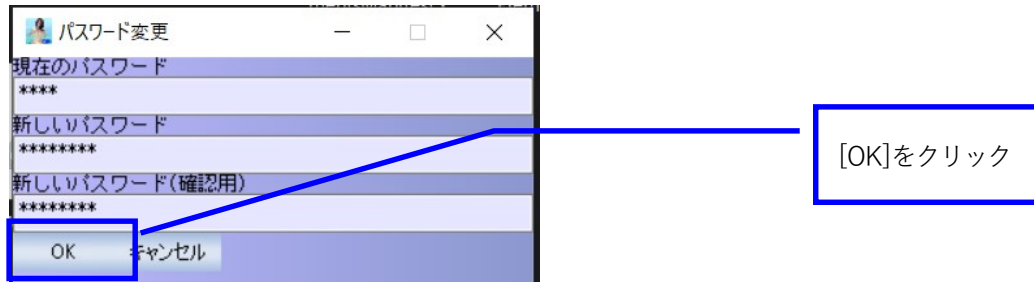 パスワード変更
現在のパスワード
****
新しいパスワード
********
新しいパスワード(確認用)
********
OK
キャンセル
[OK]をクリック